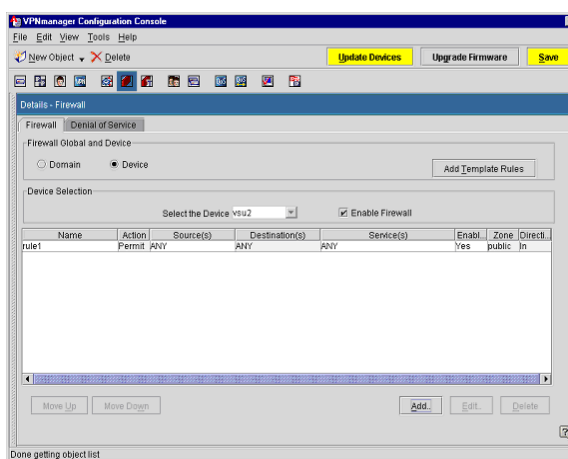 VPNmanager Configuration Console
File Edit View Tools Help
New Object Delete Update Devices Upgrade Firmware Save
Details - Firewall
Firewall Denial of Service
Firewall Global and Device
Domain Device Add Template Rules
Device Selection
Select the Device vsu2 Enable Firewall
Name Action Source(s) Destination(s) Service(s) Enabl... Zone Directi...
rule1 Permit ANY ANY ANY Yes public In
Move Up Move Down Add.. Edit.. Delete
?
Done getting object list